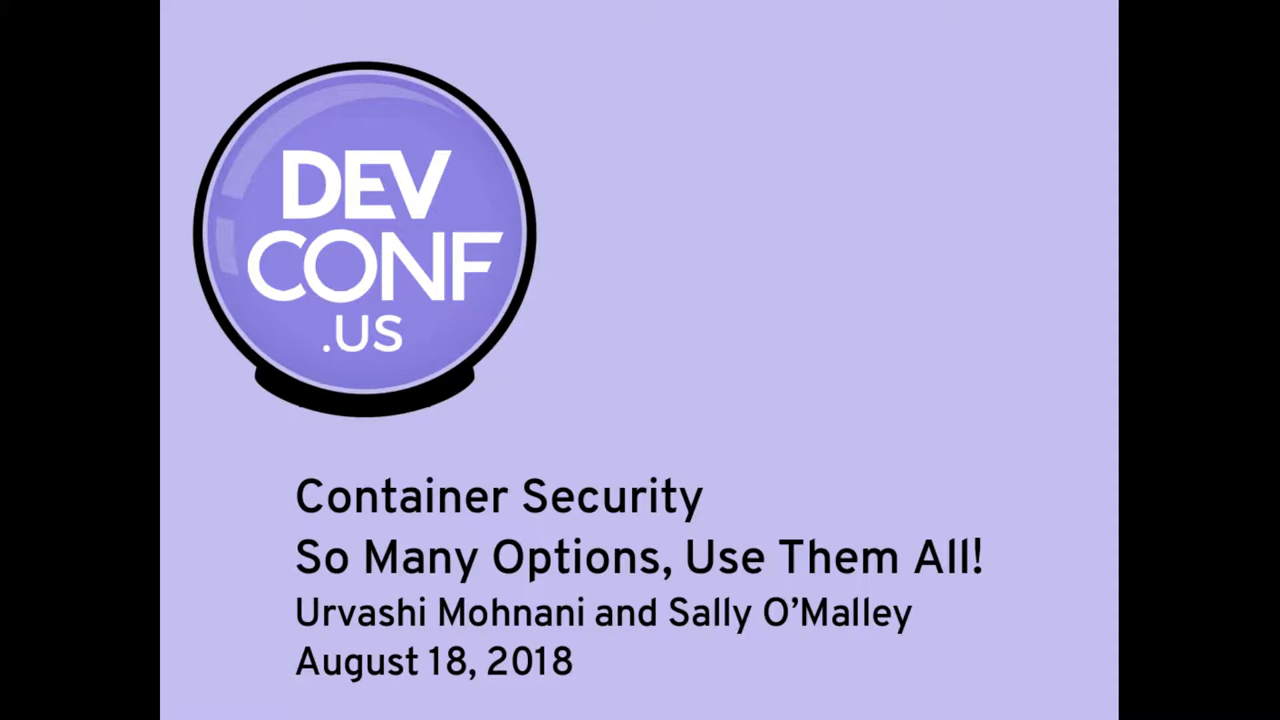 DEV
CONF
.US
Container Security
So Many Options, Use Them All!
Urvashi Mohnani and Sally O’Malley
August 18, 2018